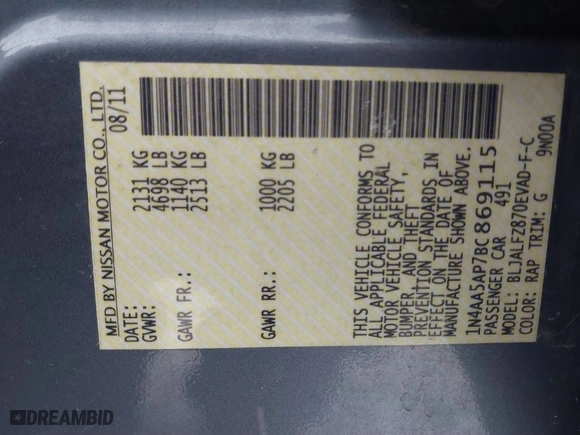 MFD BY NISSAN MOTOR CO., LTD.
DATE: 08/11
GVWR: 2131 KG
4698 LB
GAWR FR.: 1140 KG
2513 LB
GAWR RR.: 1000 KG
2205 LB
THIS VEHICLE CONFORMS TO
ALL APPLICABLE FEDERAL
MOTOR VEHICLE SAFETY,
BUMPER, AND THEFT
PREVENTION STANDARDS IN
EFFECT ON THE DATE OF
MANUFACTURE SHOWN ABOVE.
1N4AA5AP7BC869115
PASSENGER CAR 491
MODEL: BLJALFZ870EVAD-F-C
COLOR: RAP TRIM: G 9N00A
DREAMBID